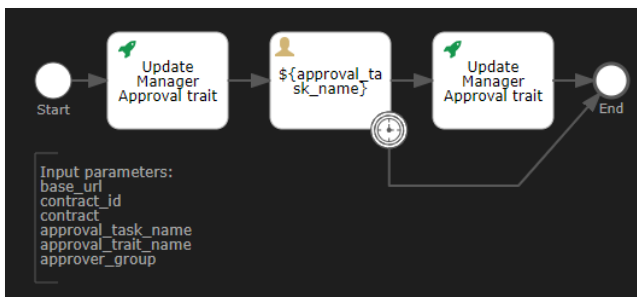 Update
Manager
Approval trait
${approval_ta
sk_name}
Update
Manager
Approval trait
Start
End
Input parameters:
base_url
contract_id
contract
approval_task_name
approval_trait_name
approver_group